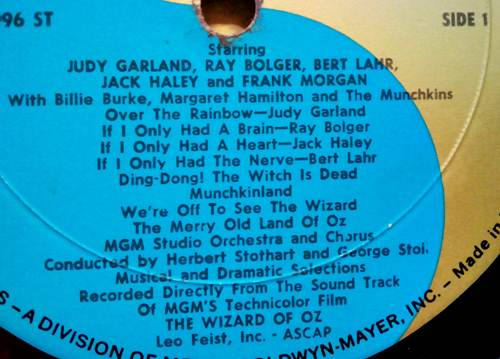 96 ST
SIDE 1
Starring
JUDY GARLAND, RAY BOLGER, BERT LAHR,
JACK HALEY and FRANK MORGAN
With Billie Burke, Margaret Hamilton and The Munchkins
Over The Rainbow—Judy Garland
If I Only Had A Brain—Ray Bolger
If I Only Had A Heart—Jack Haley
If I Only Had The Nerve—Bert Lahr
Ding-Dong! The Witch Is Dead
Munchkinland
We're Off To See The Wizard
The Merry Old Land Of Oz
MGM Studio Orchestra and Chorus
Conducted by Herbert Stothart and George Stol.
Musical and Dramatic Selections
Recorded Directly From The Sound Track
Of MGM'S Technicolor Film
THE WIZARD OF OZ
Leo Feist, Inc. - ASCAP
S – A DIVISION OF LDWYN-MAYER, INC. – Made in